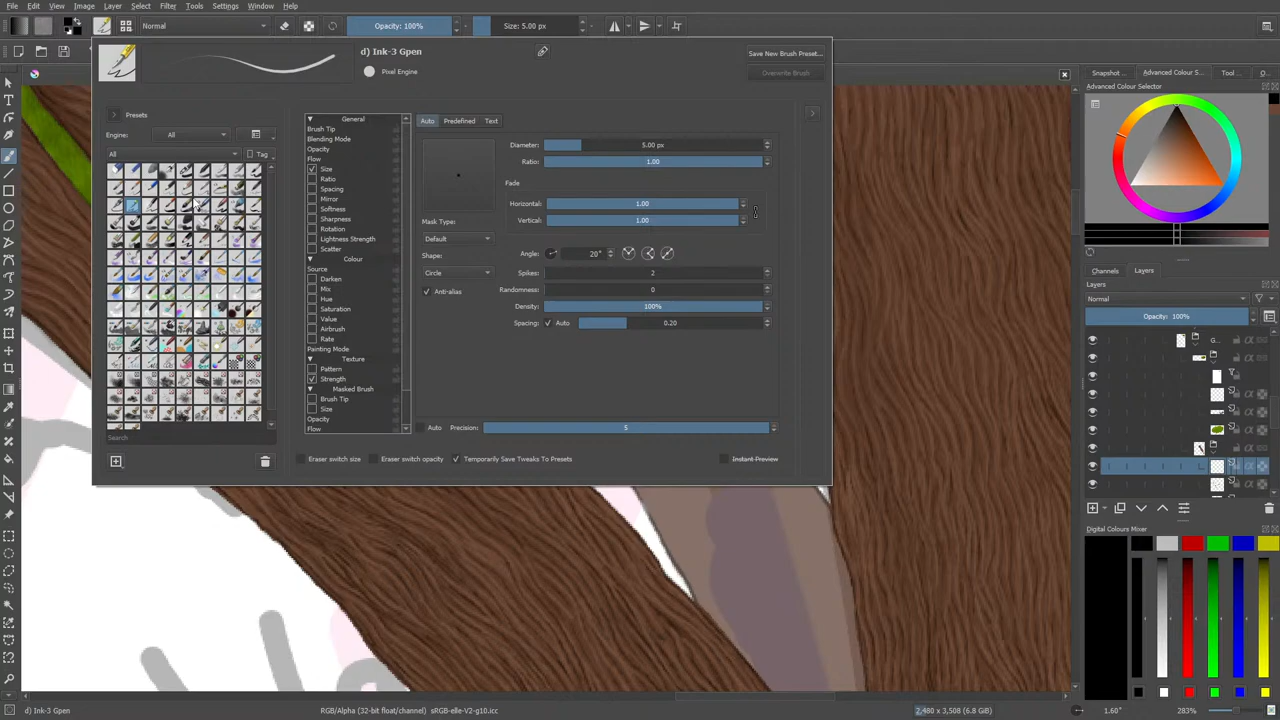 File
Edit
View
Image
Layer
Select
Filter
Tools
Settings
Window
Help
Normal
Opacity: 100%
Size: 5.00 px
d) Ink-3 Gpen
Pixel Engine
Save New Brush Preset...
Overwrite Brush
Presets
Engine:
All
All
Tag
Search
General
Brush Tip
Blending Mode
Opacity
Flow
Size
Ratio
Spacing
Mirror
Softness
Sharpness
Rotation
Lightness Strength
Scatter
Colour
Source
Darken
Mix
Hue
Saturation
Value
Airbrush
Rate
Painting Mode
Texture
Pattern
Strength
Masked Brush
Brush Tip
Size
Opacity
Flow
Auto
Predefined
Text
Diameter:
5.00 px
Ratio:
1.00
Fade
Horizontal:
1.00
Vertical:
1.00
Mask Type:
Default
Shape:
Circle
Anti-alias
Angle:
20°
Spikes:
2
Randomness:
0
Density:
100%
Spacing:
Auto
0.20
Auto
Precision:
5
Eraser switch size
Eraser switch opacity
Temporarily Save Tweaks To Presets
Instant Preview
Snapshot ...
Advanced Colour S...
Tool ...
O...
Advanced Colour Selector
Channels
Layers
Layers
Normal
Opacity: 100%
G...
Digital Colours Mixer
RGB/Alpha (32-bit float/channel) sRGB-elle-V2-g10.icc
2,480 x 3,508 (6.8 GiB)
1.60°
283%